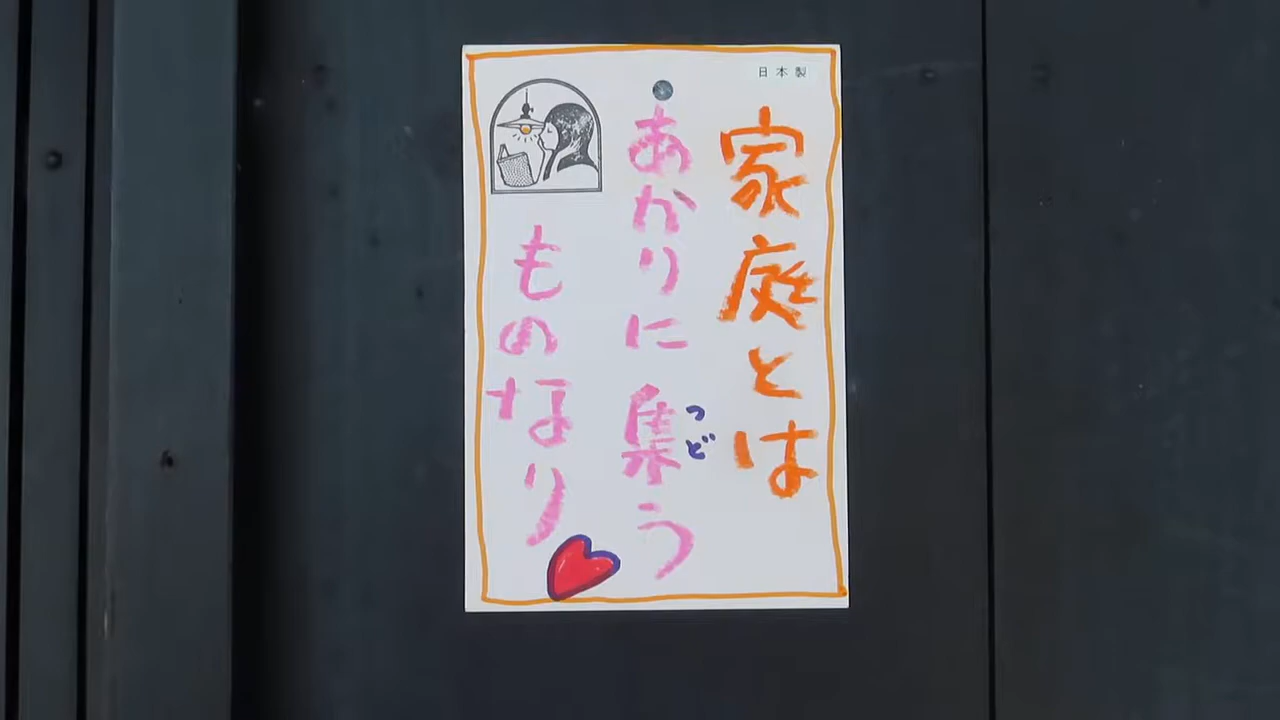 日本製
家庭とは
あかりに集う
つど
ものなり